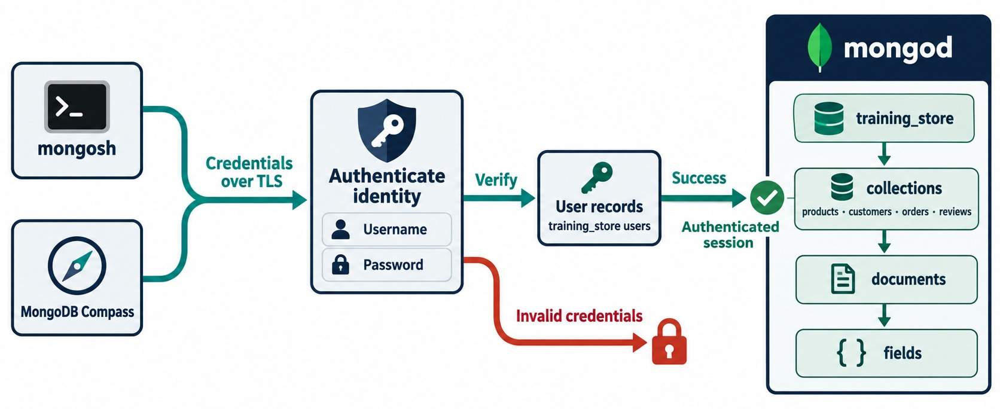 mongosh
MongoDB Compass
Credentials
over TLS
Authenticate
identity
Username
Password
Verify
User records
training_store users
Success
Authenticated
session
Invalid credentials
mongod
training_store
collections
products • customers • orders • reviews
documents
{ } fields